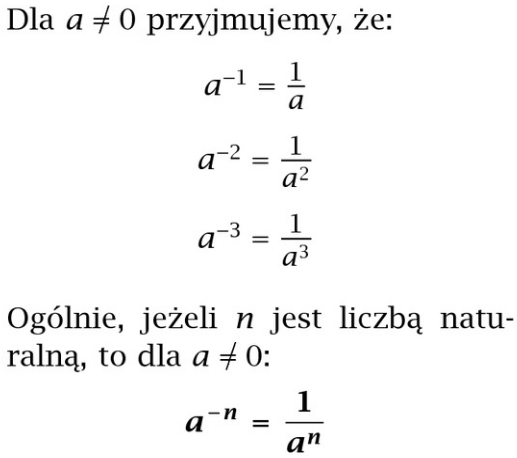 Dla a ≠ 0 przyjmujemy, że:
a⁻¹ = 1/a
a⁻² = 1/a²
a⁻³ = 1/a³
Ogólnie, jeżeli n jest liczbą natu-
ralną, to dla a ≠ 0:
a⁻ⁿ = 1/aⁿ